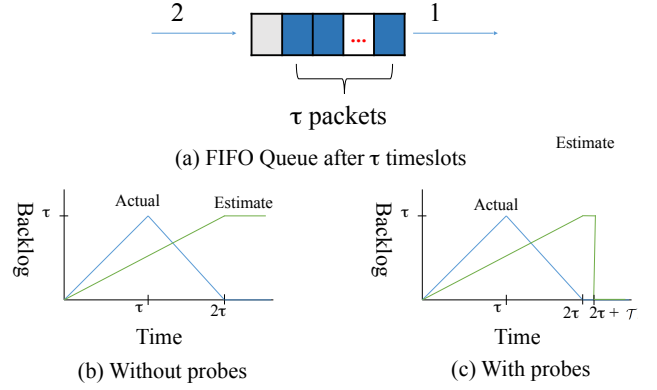 2
1
...
τ packets
(a) FIFO Queue after τ timeslots
Estimate
Backlog
τ
Actual
Estimate
τ
2τ
Time
(b) Without probes
Backlog
τ
Actual
τ
2τ
2τ + 𝒯
Time
(c) With probes